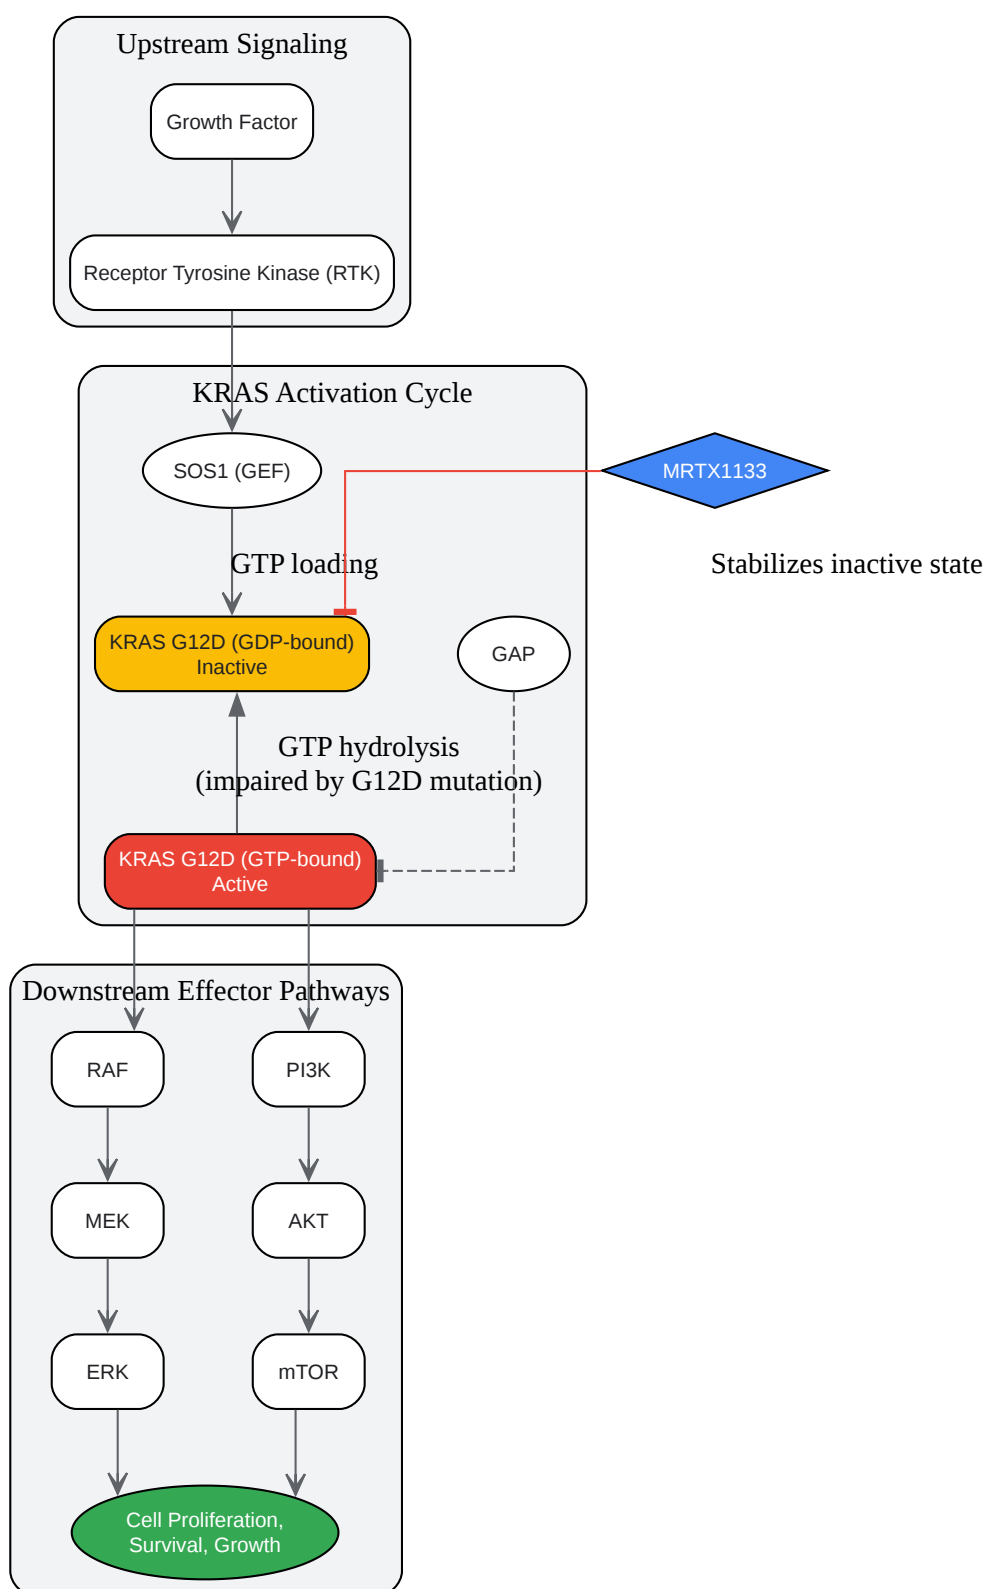 Upstream Signaling
Growth Factor
Receptor Tyrosine Kinase (RTK)
KRAS Activation Cycle
SOS1 (GEF)
MRTX1133
GTP loading
Stabilizes inactive state
KRAS G12D (GDP-bound)
Inactive
GAP
GTP hydrolysis
(impaired by G12D mutation)
KRAS G12D (GTP-bound)
Active
Downstream Effector Pathways
RAF
PI3K
MEK
AKT
ERK
mTOR
Cell Proliferation,
Survival, Growth